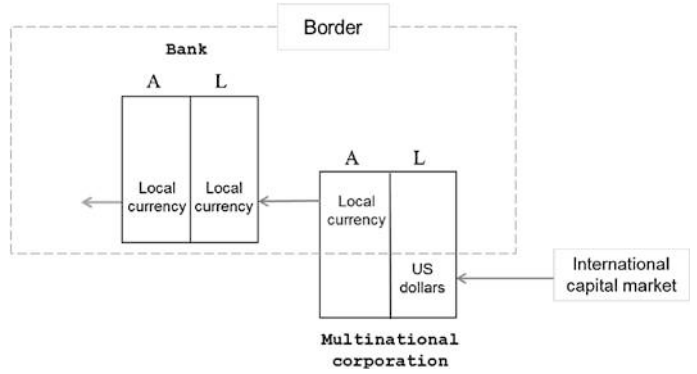 Border
Bank
A L
A L
Local
currency
Local
currency
Local
currency
US
dollars
International
capital market
Multinational
corporation